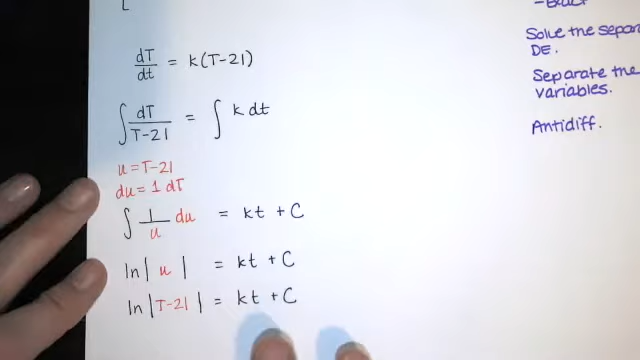 dT/dt = k(T-21)
∫ dT/(T-21) = ∫ k dt
u = T-21
du = 1 dT
∫ 1/u du = kt + C
ln|u| = kt + C
ln|T-21| = kt + C
Solve the
DE.
Separate the
variables.
Antidiff.